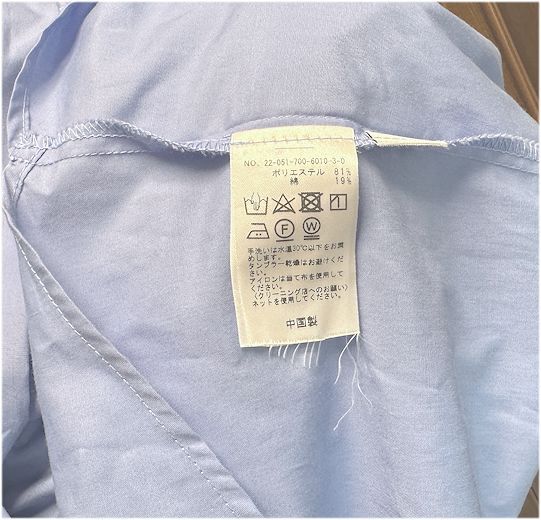 NO. 22-051-700-6010-3-0
ポリエステル 81%
綿 19%
F W
手洗いは水温30℃以下をお奨
めします。
タンブラー乾燥はお避けくだ
さい。
アイロンは当て布を使用して
ください。
(クリーニング店へのお願い)
ネットを使用してください。
中国製